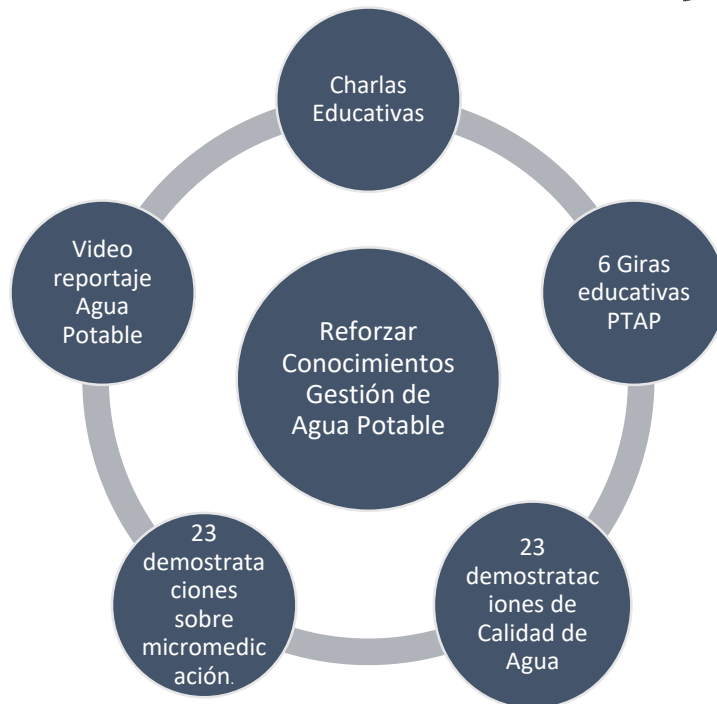 Charlas
Educativas
6 Giras
educativas
PTAP
23
demostratac
iones de
Calidad de
Agua
23
demostrata
ciones
sobre
micromedic
ación.
Video
reportaje
Agua
Potable
Reforzar
Conocimientos
Gestión de
Agua Potable